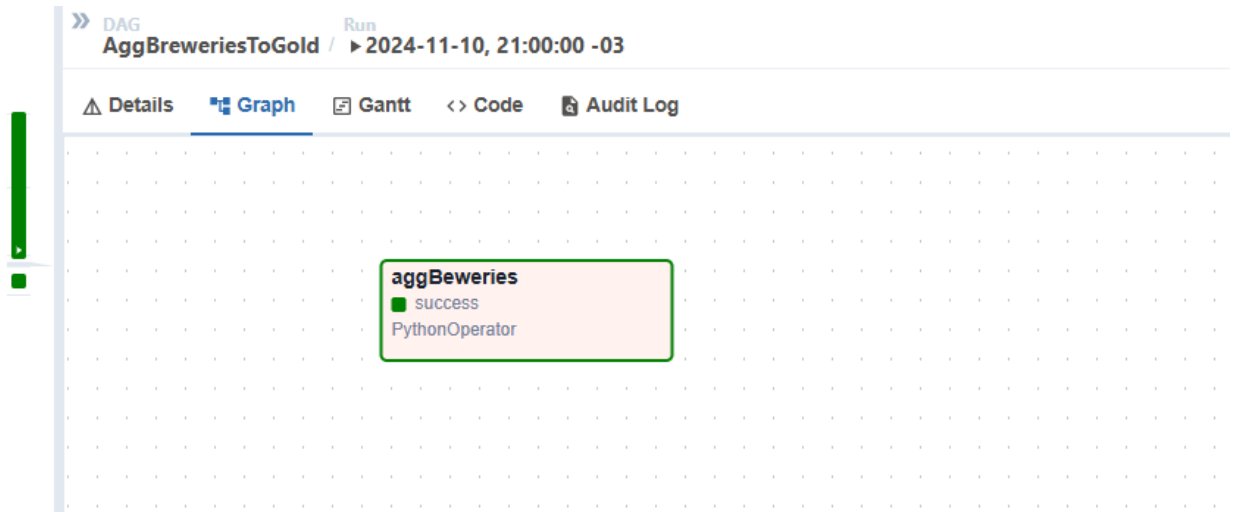 DAG
AggBreweriesToGold / 2024-11-10, 21:00:00 -03
Run
Details Graph Gantt <> Code Audit Log
aggBeweries
success
PythonOperator